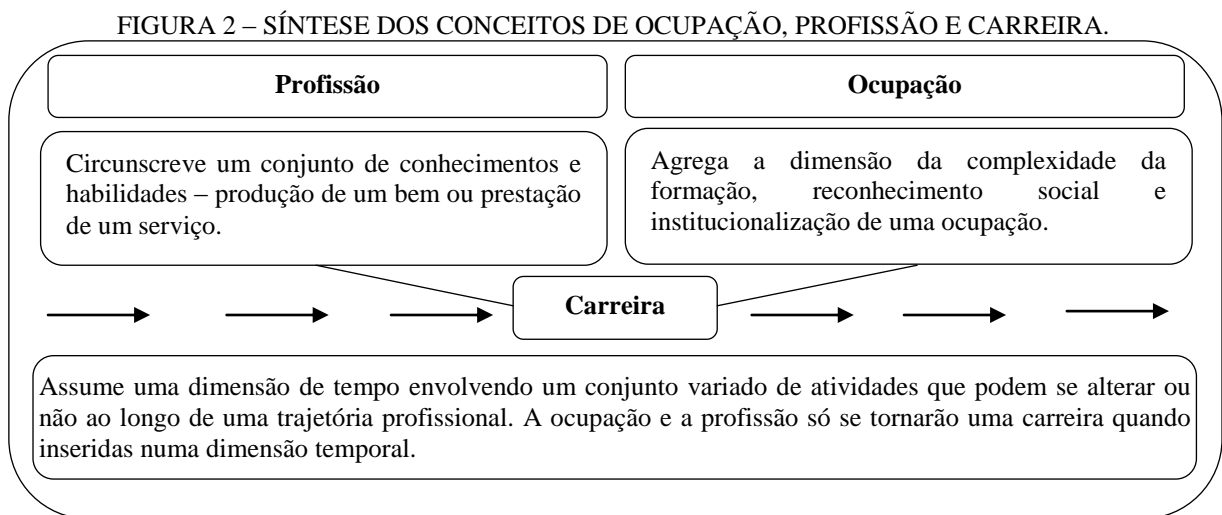 FIGURA 2 – SÍNTESE DOS CONCEITOS DE OCUPAÇÃO, PROFISSÃO E CARREIRA.
Profissão
Ocupação
Circunscreve um conjunto de conhecimentos e
habilidades – produção de um bem ou prestação
de um serviço.
Agrega a dimensão da complexidade da
formação, reconhecimento social e
institucionalização de uma ocupação.
Carreira
Assume uma dimensão de tempo envolvendo um conjunto variado de atividades que podem se alterar ou
não ao longo de uma trajetória profissional. A ocupação e a profissão só se tornarão uma carreira quando
inseridas numa dimensão temporal.